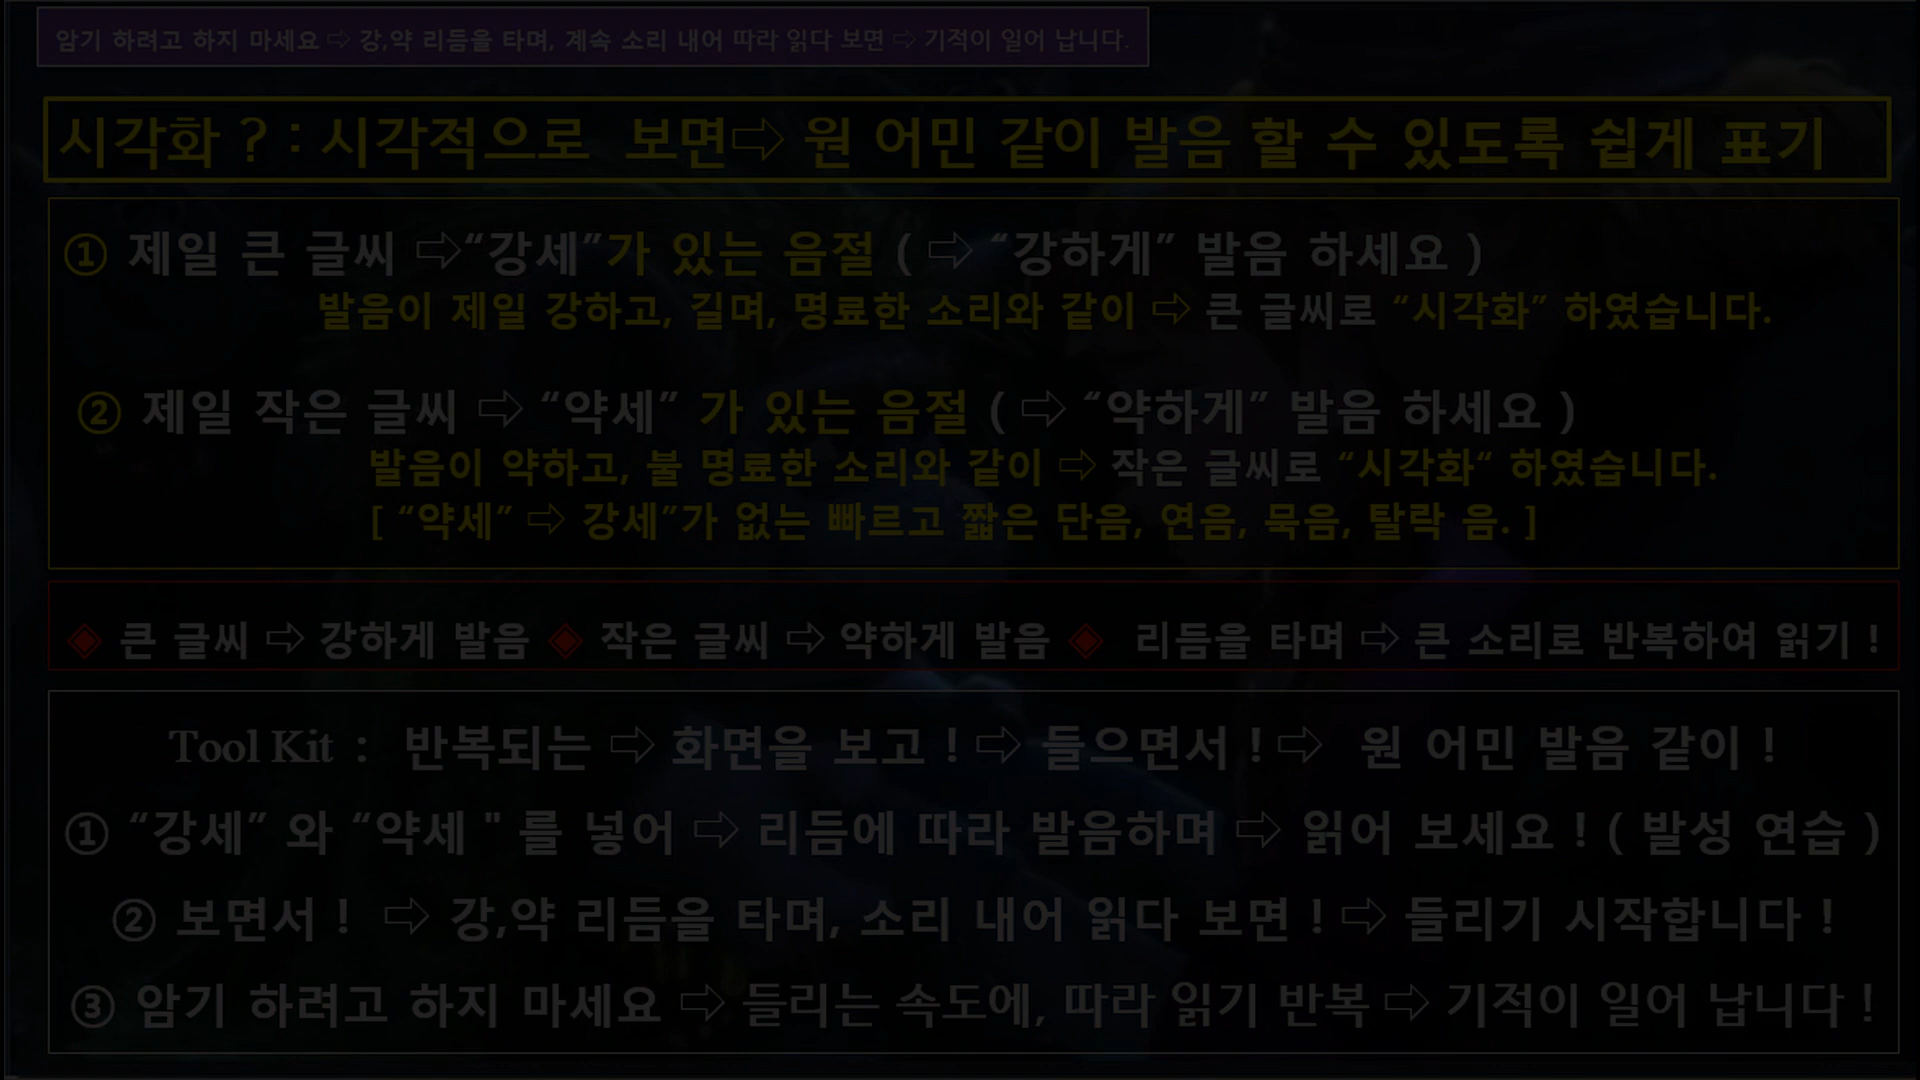 암기 하려고 하지 마세요 ⇨ 강,약 리듬을 타며, 계속 소리 내어 따라 읽다 보면 ⇨ 기적이 일어 납니다.
시각화 ? : 시각적으로 보면⇨ 원 어민 같이 발음 할 수 있도록 쉽게 표기
① 제일 큰 글씨 ⇨“강세”가 있는 음절 ( ⇨ “강하게” 발음 하세요 )
발음이 제일 강하고, 길며, 명료한 소리와 같이 ⇨ 큰 글씨로 “시각화” 하였습니다.
② 제일 작은 글씨 ⇨ “약세” 가 있는 음절 ( ⇨ “약하게” 발음 하세요 )
발음이 약하고, 불 명료한 소리와 같이 ⇨ 작은 글씨로 “시각화“ 하였습니다.
[ “약세” ⇨ 강세”가 없는 빠르고 짧은 단음, 연음, 묵음, 탈락 음. ]
◈ 큰 글씨 ⇨ 강하게 발음 ◈ 작은 글씨 ⇨ 약하게 발음 ◈ 리듬을 타며 ⇨ 큰 소리로 반복하여 읽기 !
Tool Kit : 반복되는 ⇨ 화면을 보고 ! ⇨ 들으면서 ! ⇨ 원 어민 발음 같이 !
① “강세” 와 “약세 " 를 넣어 ⇨ 리듬에 따라 발음하며 ⇨ 읽어 보세요 ! ( 발성 연습 )
② 보면서 ! ⇨ 강,약 리듬을 타며, 소리 내어 읽다 보면 ! ⇨ 들리기 시작합니다 !
③ 암기 하려고 하지 마세요 ⇨ 들리는 속도에, 따라 읽기 반복 ⇨ 기적이 일어 납니다 !